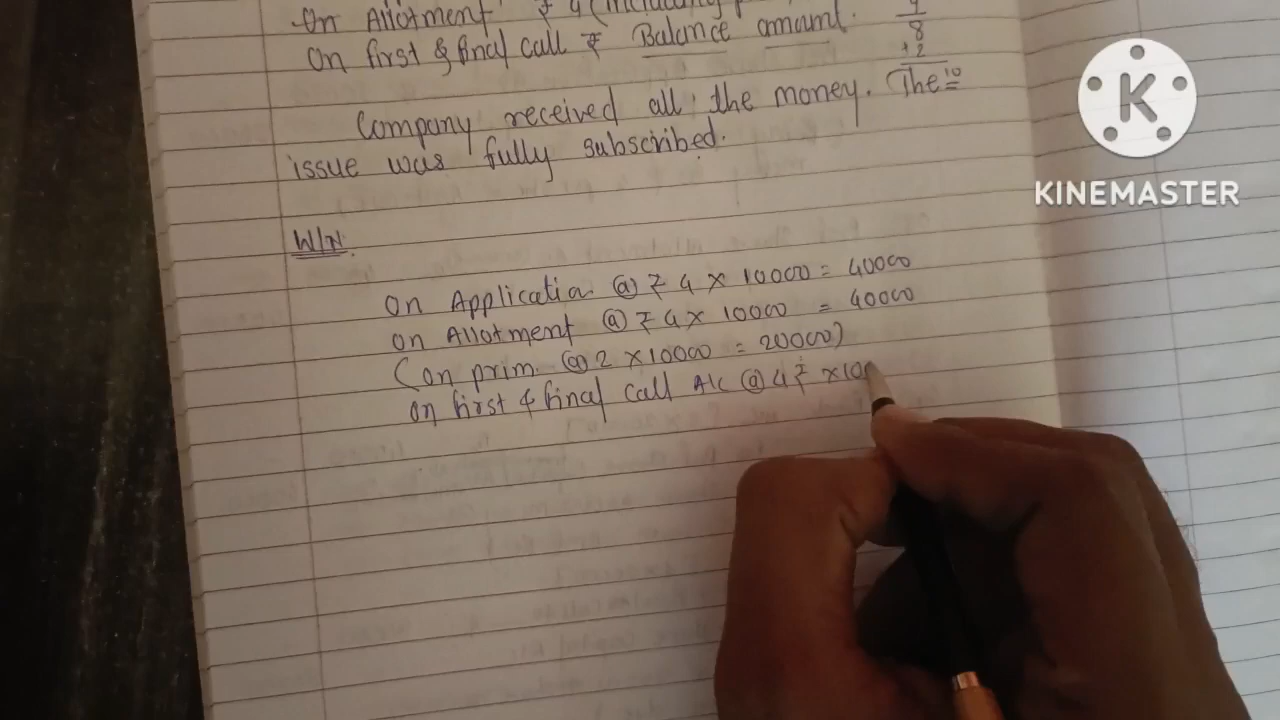 On Allotment ₹ 4 (Including
On first & final call ₹ Balance amount.
4
8
+2
10
Company received all the money. The
issue was fully subscribed.
W/N.
On Application @ ₹ 4 × 10000 = 40000
on Allotment @ ₹ 4 × 10000 = 40000
(on prim. @ 2 × 10000 = 20000)
on first & final call A/c @ 4 ₹ × 100
K
KINEMASTER